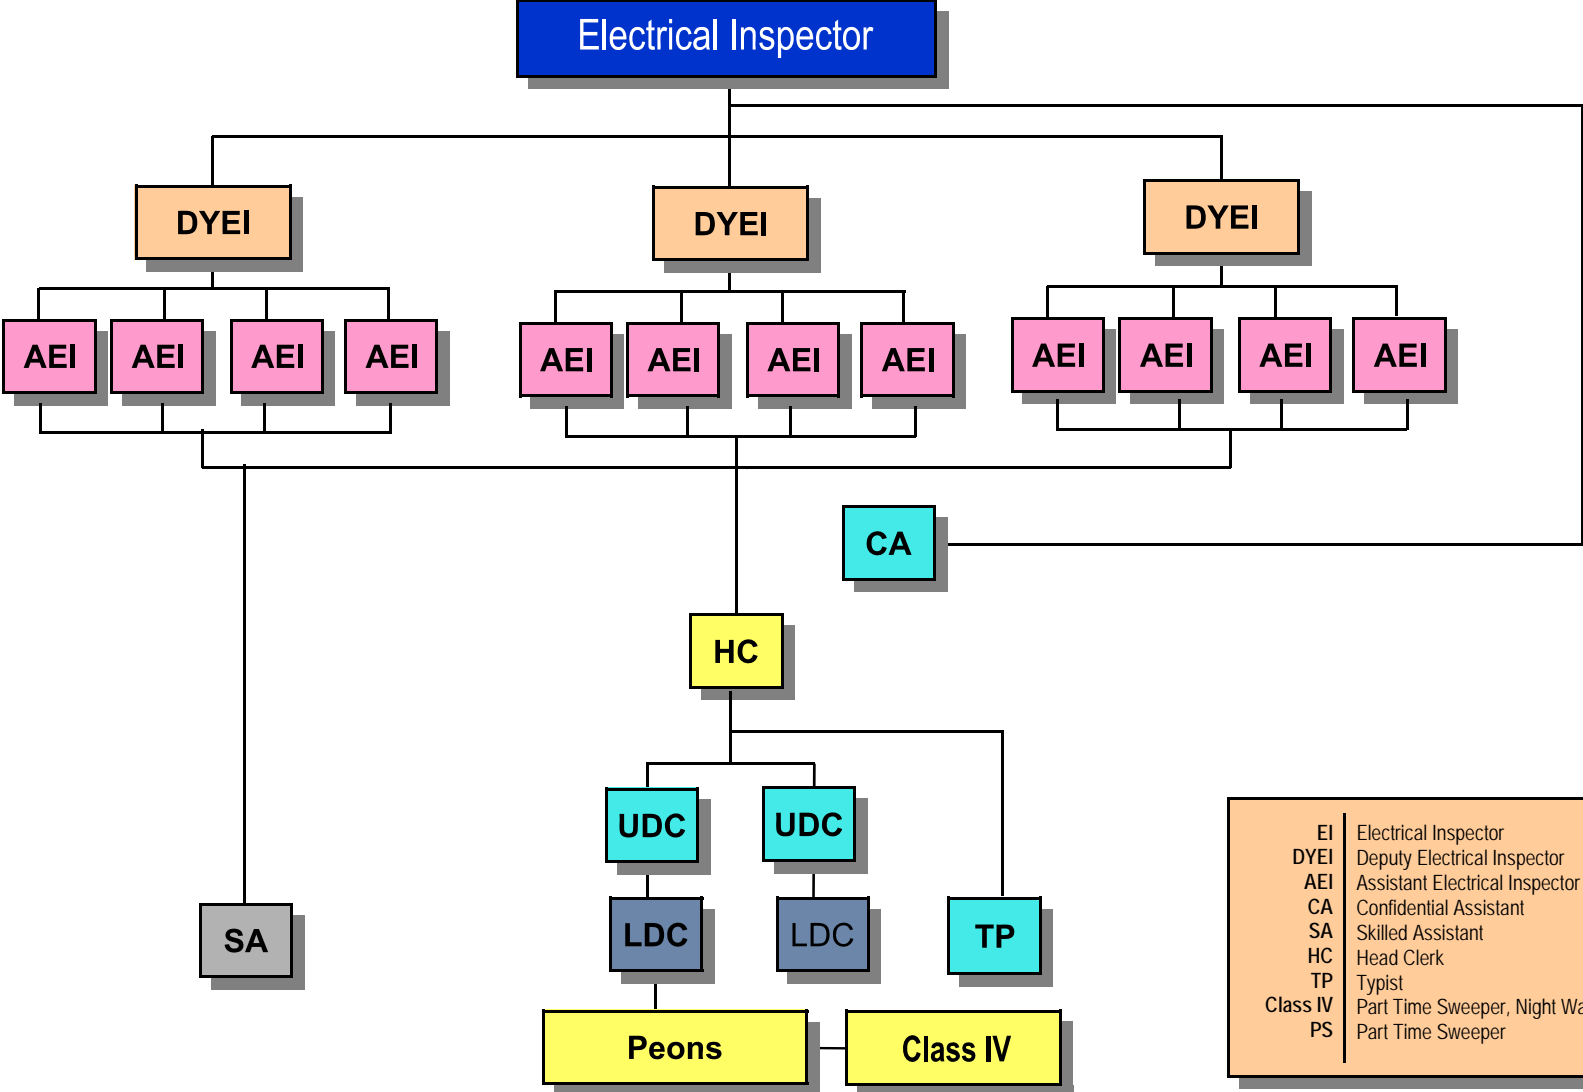 Electrical Inspector
DYEI
DYEI
DYEI
AEI AEI AEI AEI
AEI AEI AEI AEI
AEI AEI AEI AEI
CA
HC
UDC UDC
SA
LDC LDC TP
Peons Class IV
EI Electrical Inspector
DYEI Deputy Electrical Inspector
AEI Assistant Electrical Inspector
CA Confidential Assistant
SA Skilled Assistant
HC Head Clerk
TP Typist
Class IV Part Time Sweeper, Night
PS Part Time Sweeper